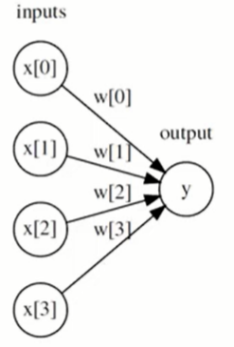 inputs
x[0]
w[0]
output
x[1]
w[1]
y
w[2]
x[2]
w[3]
x[3]